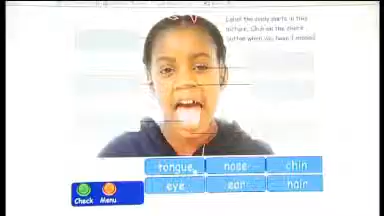 Label the body parts in this
picture. Click on the check
button when you have finished
tongue nose chin
eye ear hair
Check Menu